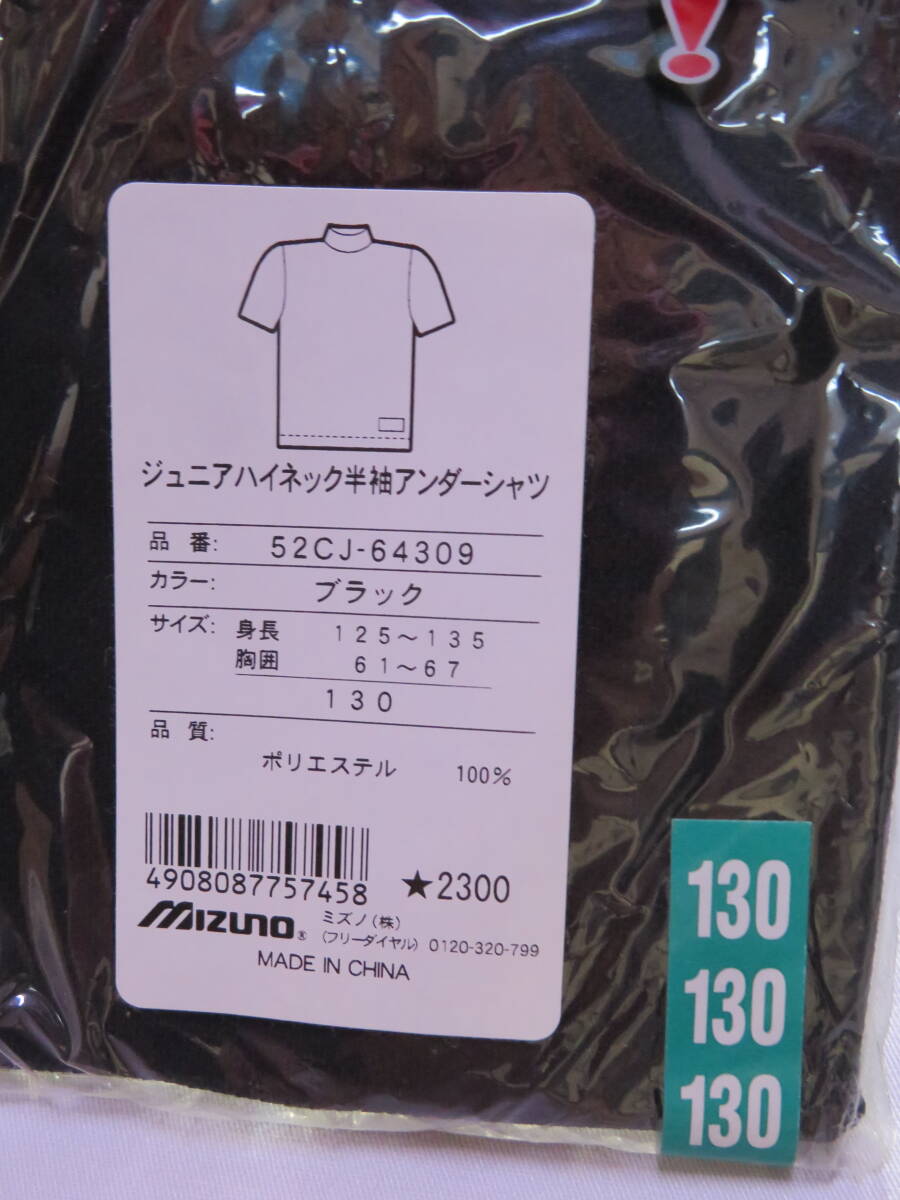 ジュニアハイネック半袖アンダーシャツ
品 番: 52CJ-64309
カラー: ブラック
サイズ: 身長 125～135
胸囲 61～67
130
品 質:
ポリエステル 100%
4908087757458 ★2300
MIZUNO® ミズノ(株)
(フリーダイヤル) 0120-320-799
MADE IN CHINA
130
130
130